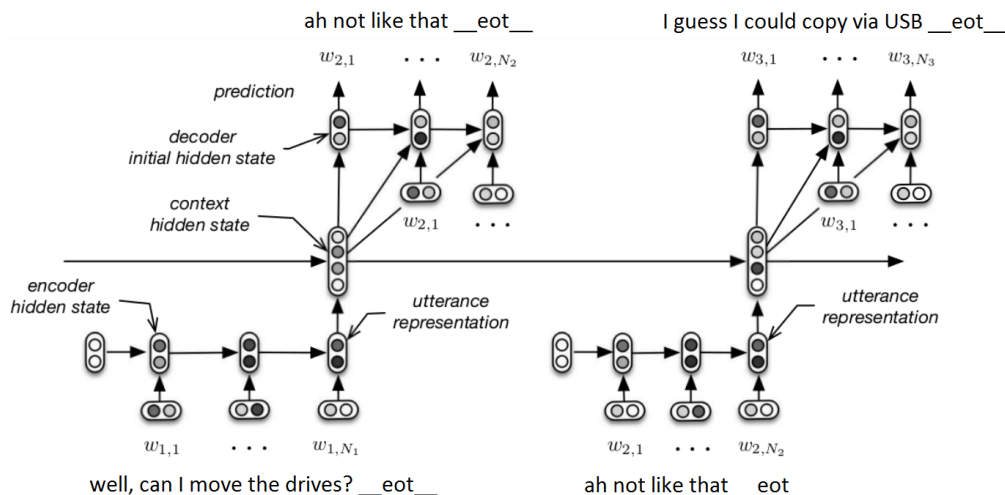 ah not like that __eot__
I guess I could copy via USB __eot__
w2,1 · · · w2,N2
w3,1 · · · w3,N3
prediction
decoder
initial hidden state
context
hidden state
w2,1 · · ·
w3,1 · · ·
encoder
hidden state
utterance
representation
utterance
representation
w1,1 · · · w1,N1
w2,1 · · · w2,N2
well, can I move the drives? __eot__
ah not like that eot